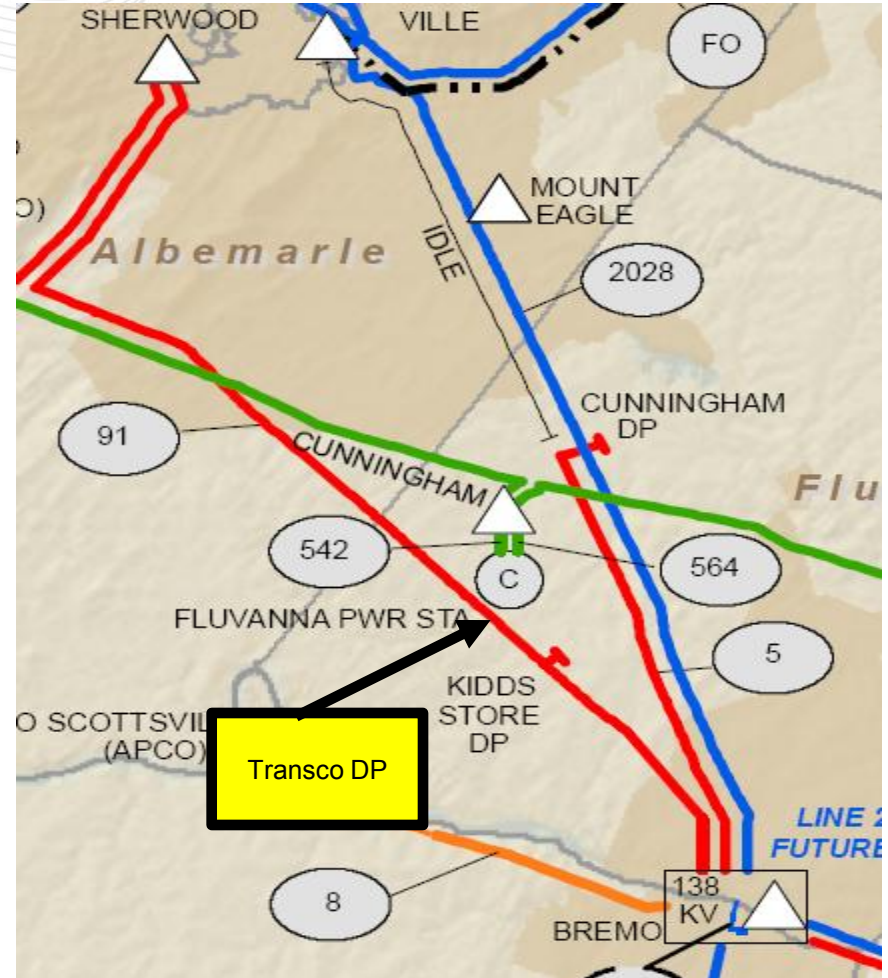 SHERWOOD
VILLE
FO
MOUNT
EAGLE
O)
Albemarle
IDLE
2028
CUNNINGHAM
DP
91
CUNNINGHAM
Flu
542
564
C
FLUVANNA PWR STA
5
KIDDS
STORE
DP
O SCOTTSVIL
(APCO)
Transco DP
LINE 2
FUTURE
8
138
KV
BREMO